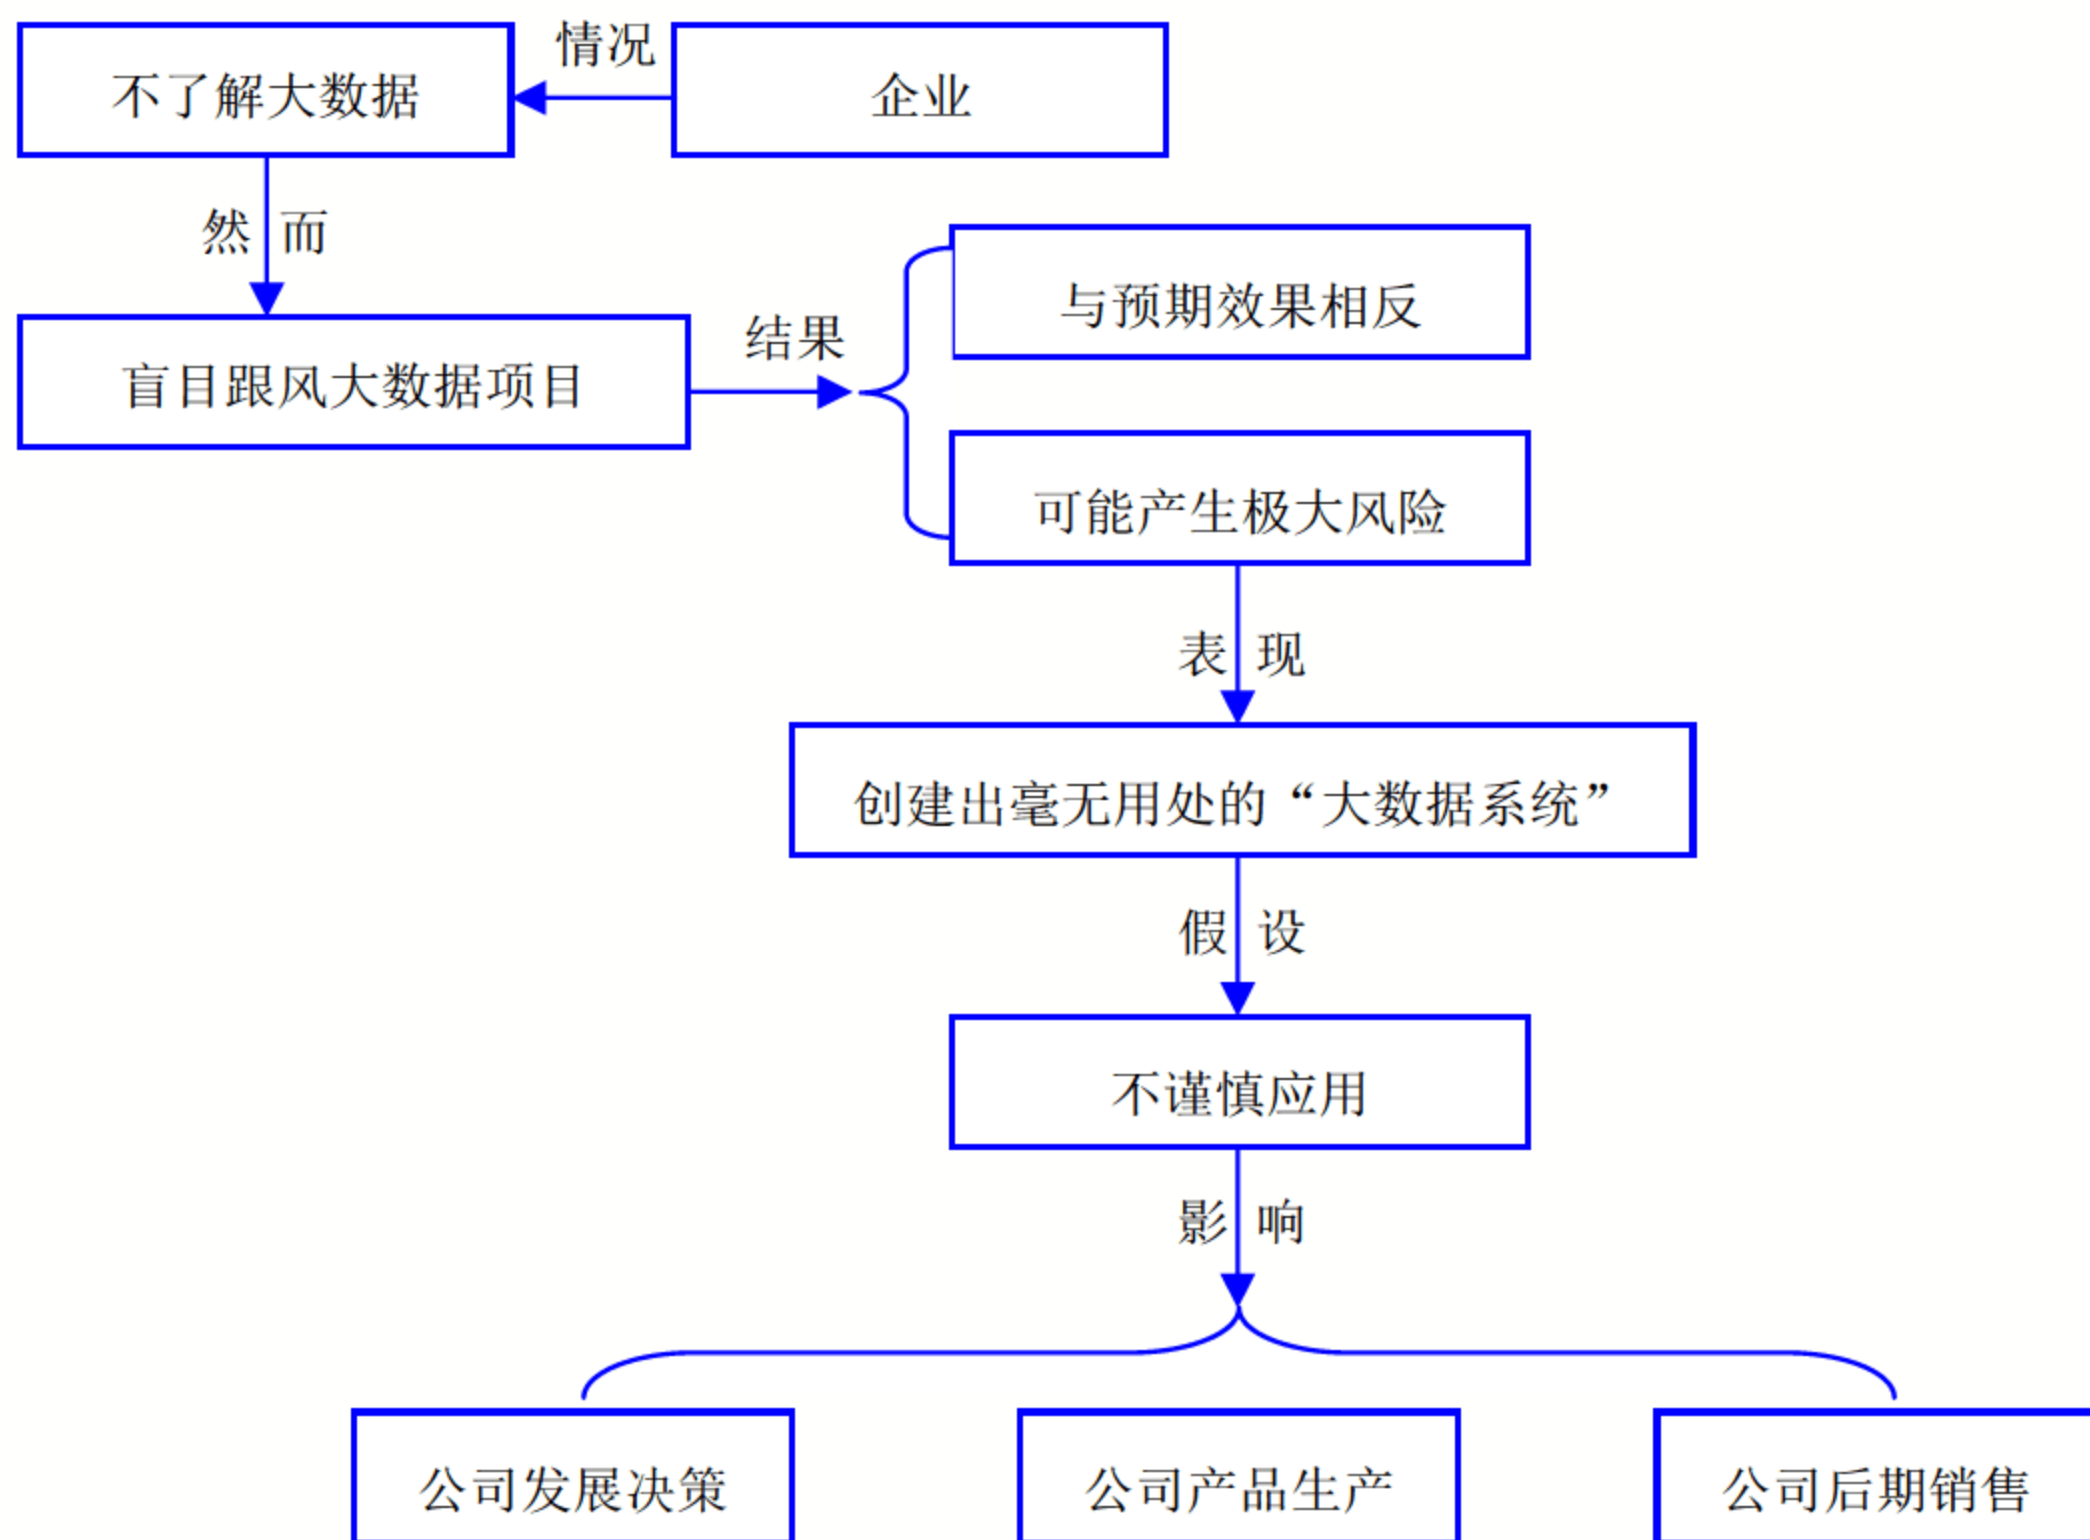 情况
不了解大数据
企业
然而
与预期效果相反
结果
盲目跟风大数据项目
可能产生极大风险
表现
创建出毫无用处的“大数据系统”
假设
不谨慎应用
影响
公司发展决策
公司产品生产
公司后期销售